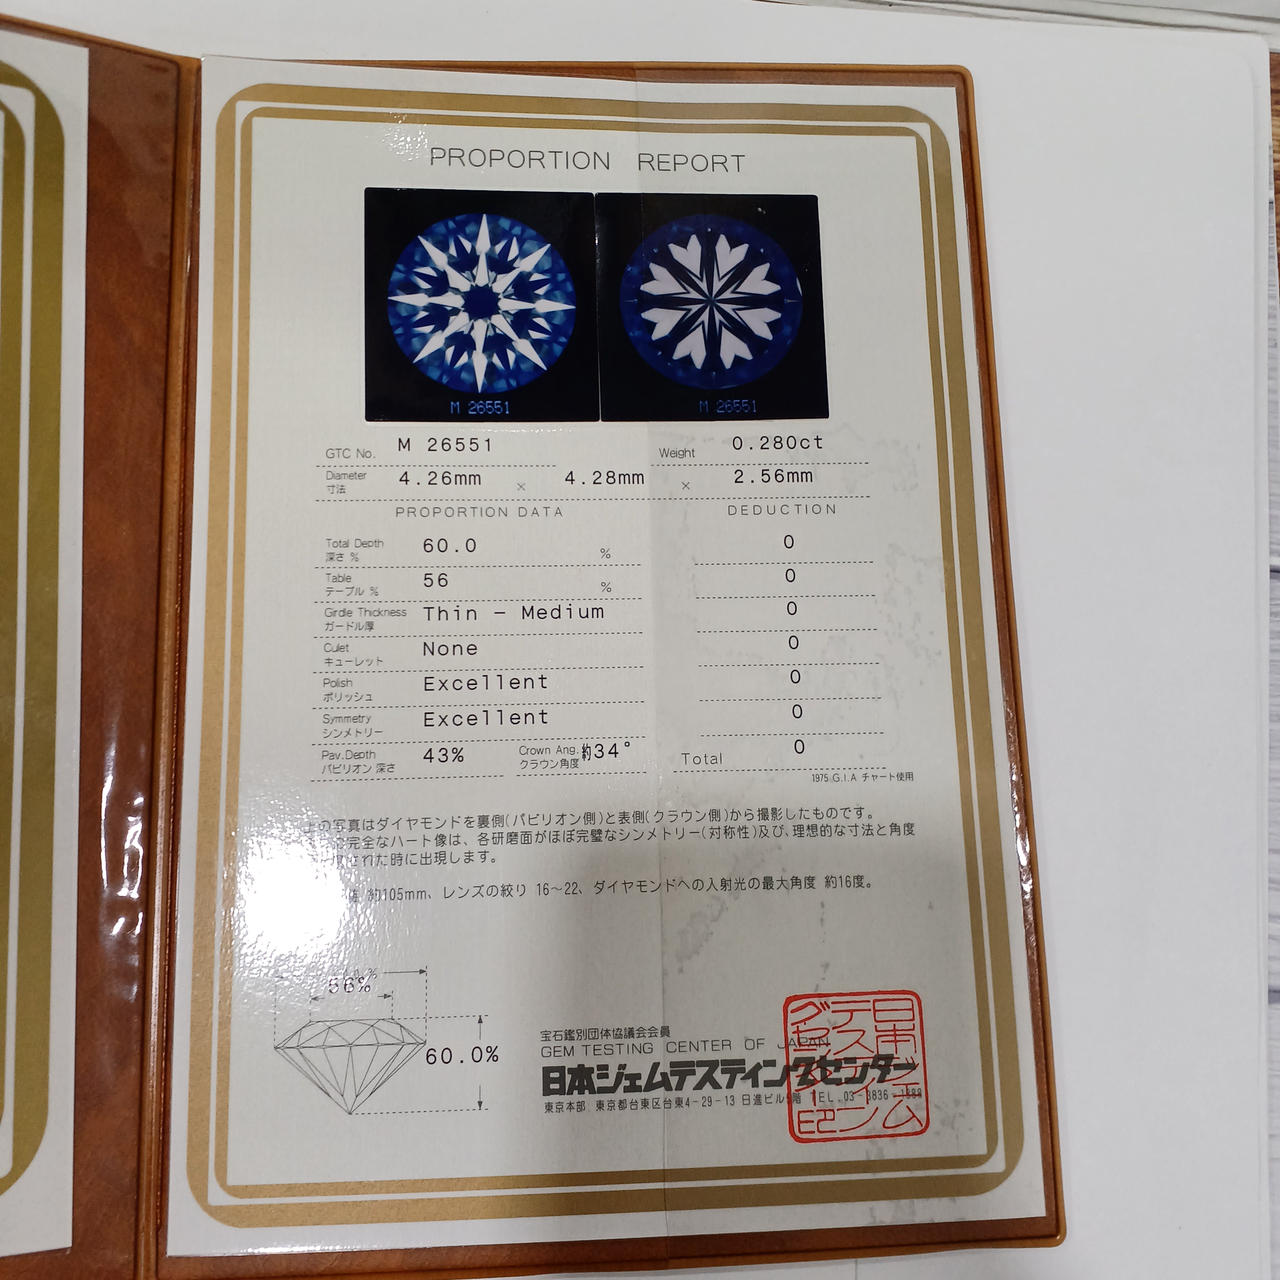 PROPORTION REPORT
M 26551
M 26551
GTC No. M 26551 Weight 0.280ct
Diameter 寸法 4.26mm × 4.28mm × 2.56mm
PROPORTION DATA DEDUCTION
Total Depth 深さ % 60.0 % 0
Table テーブル % 56 % 0
Girdle Thickness ガードル厚 Thin - Medium 0
Culet キューレット None 0
Polish ポリッシュ Excellent 0
Symmetry シンメトリー Excellent 0
Pav.Depth パビリオン 深さ 43% Crown Ang. クラウン角度 約34° Total 0
1975 G.I.A チャート使用
の写真はダイヤモンドを裏側(パビリオン側)と表側(クラウン側)から撮影したものです。
完全なハート像は、各研磨面がほぼ完璧なシンメトリー(対称性)及び、理想的な寸法と角度
された時に出現します。
約105mm、レンズの絞り 16〜22、ダイヤモンドへの入射光の最大角度 約16度。
56%
60.0%
宝石鑑別団体協議会会員
GEM TESTING CENTER OF JAPAN
日本ジェムテスティングセンター
東京本部 東京都台東区台東4-29-13 日進ビル 階 TEL.03-3836-